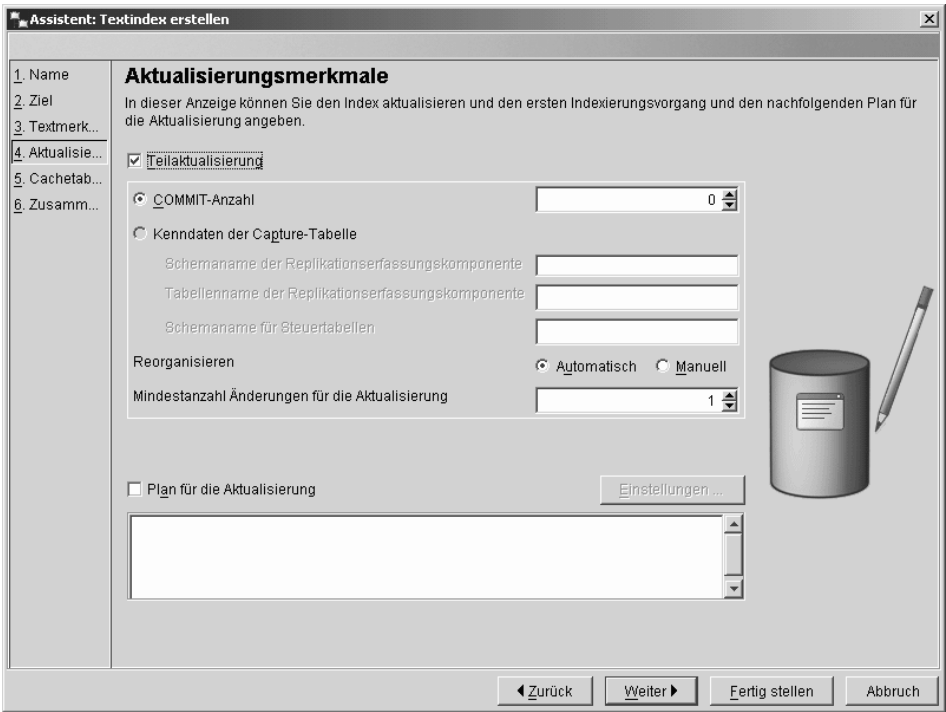 Assistent: Textindex erstellen
1. Name
2. Ziel
3. Textmerk...
4. Aktualisie...
5. Cachetab...
6. Zusamm...
Aktualisierungsmerkmale
In dieser Anzeige können Sie den Index aktualisieren und den ersten Indexierungsvorgang und den nachfolgenden Plan für
die Aktualisierung angeben.
Teilaktualisierung
COMMIT-Anzahl 0
Kenndaten der Capture-Tabelle
Schemaname der Replikationserfassungskomponente
Tabellenname der Replikationserfassungskomponente
Schemaname für Steuertabellen
Reorganisieren Automatisch Manuell
Mindestanzahl Änderungen für die Aktualisierung 1
Plan für die Aktualisierung Einstellungen ...
Zurück Weiter Fertig stellen Abbruch